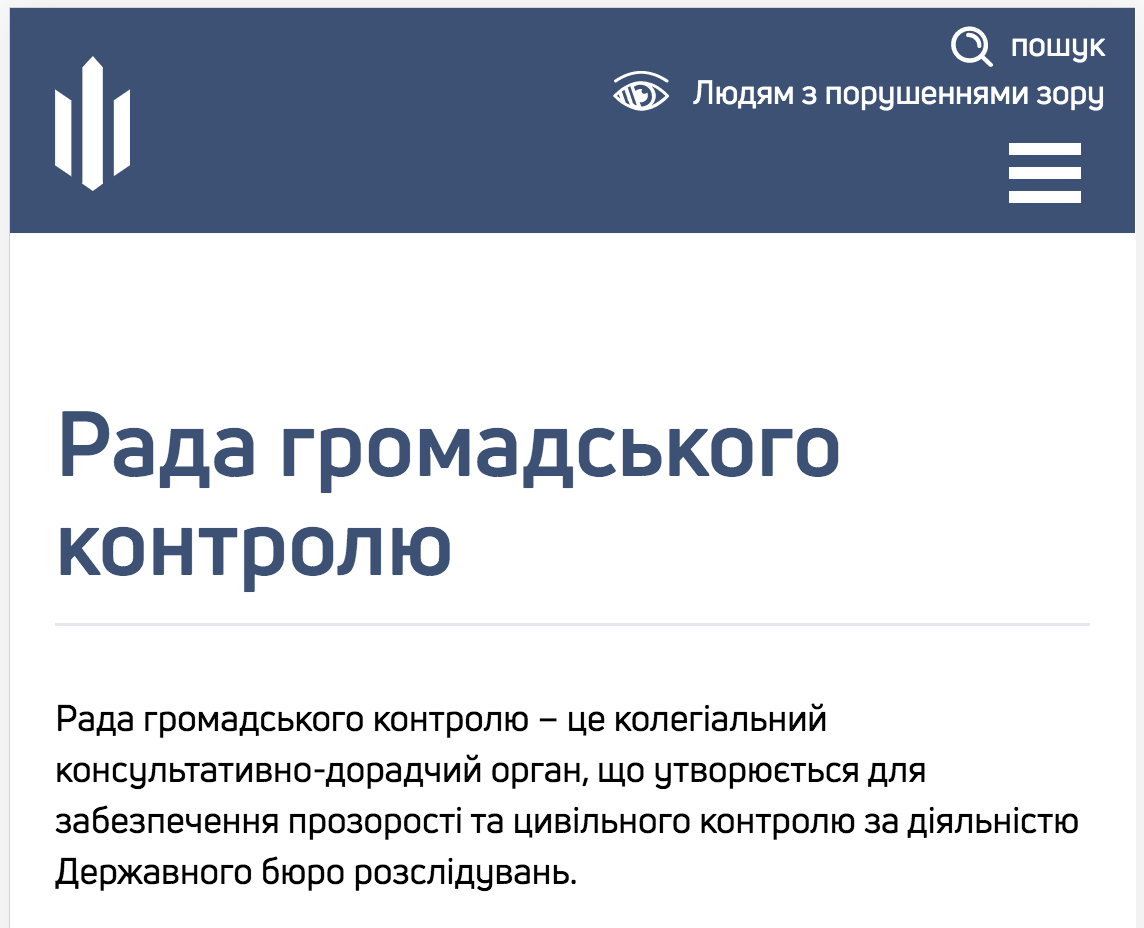 пошук
Людям з порушеннями зору
Рада громадського
контролю
Рада громадського контролю – це колегіальний
консультативно-дорадчий орган, що утворюється для
забезпечення прозорості та цивільного контролю за діяльністю
Державного бюро розслідувань.